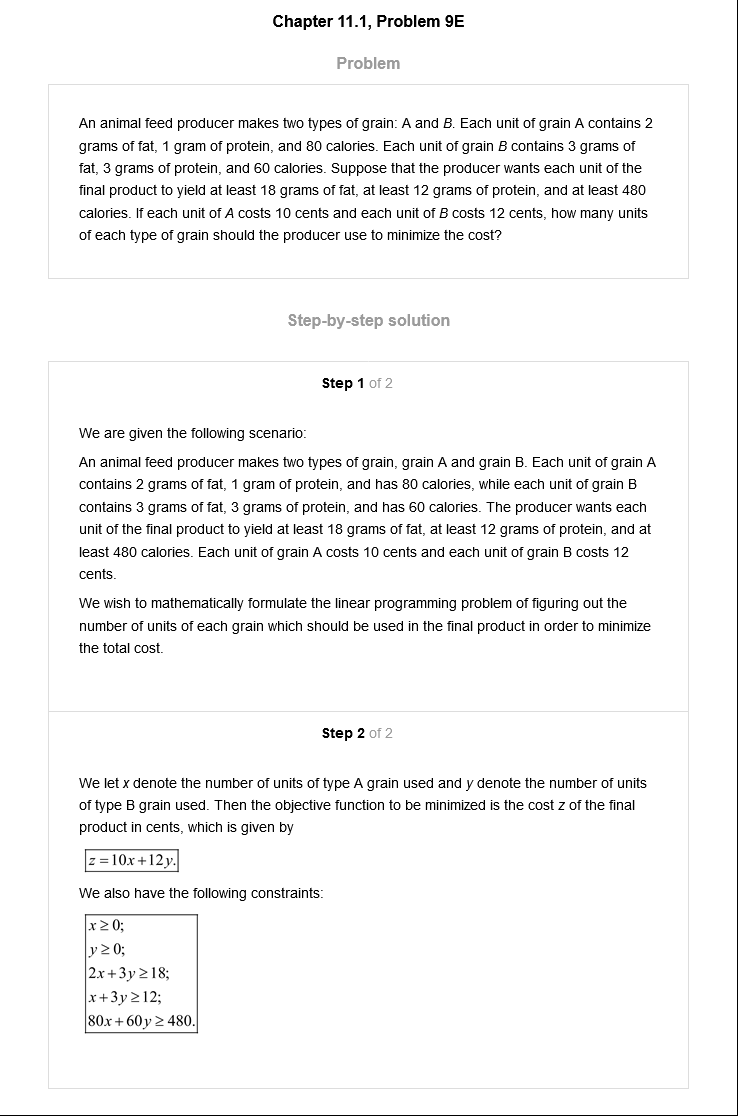 Chapter 11.1, Problem 9E
Problem
An animal feed producer makes two types of grain: A and B. Each unit of grain A contains 2
grams of fat, 1 gram of protein, and 80 calories. Each unit of grain B contains 3 grams of
fat, 3 grams of protein, and 60 calories. Suppose that the producer wants each unit of the
final product to yield at least 18 grams of fat, at least 12 grams of protein, and at least 480
calories. If each unit of A costs 10 cents and each unit of B costs 12 cents, how many units
of each type of grain should the producer use to minimize the cost?
Step-by-step solution
Step 1 of 2
We are given the following scenario:
An animal feed producer makes two types of grain, grain A and grain B. Each unit of grain A
contains 2 grams of fat, 1 gram of protein, and has 80 calories, while each unit of grain B
contains 3 grams of fat, 3 grams of protein, and has 60 calories. The producer wants each
unit of the final product to yield at least 18 grams of fat, at least 12 grams of protein, and at
least 480 calories. Each unit of grain A costs 10 cents and each unit of grain B costs 12
cents.
We wish to mathematically formulate the linear programming problem of figuring out the
number of units of each grain which should be used in the final product in order to minimize
the total cost.
Step 2 of 2
We let x denote the number of units of type A grain used and y denote the number of units
of type B grain used. Then the objective function to be minimized is the cost z of the final
product in cents, which is given by
z = 10x + 12y.
We also have the following constraints:
x ≥ 0;
y ≥ 0;
2x + 3y ≥ 18;
x + 3y ≥ 12;
80x + 60y ≥ 480.